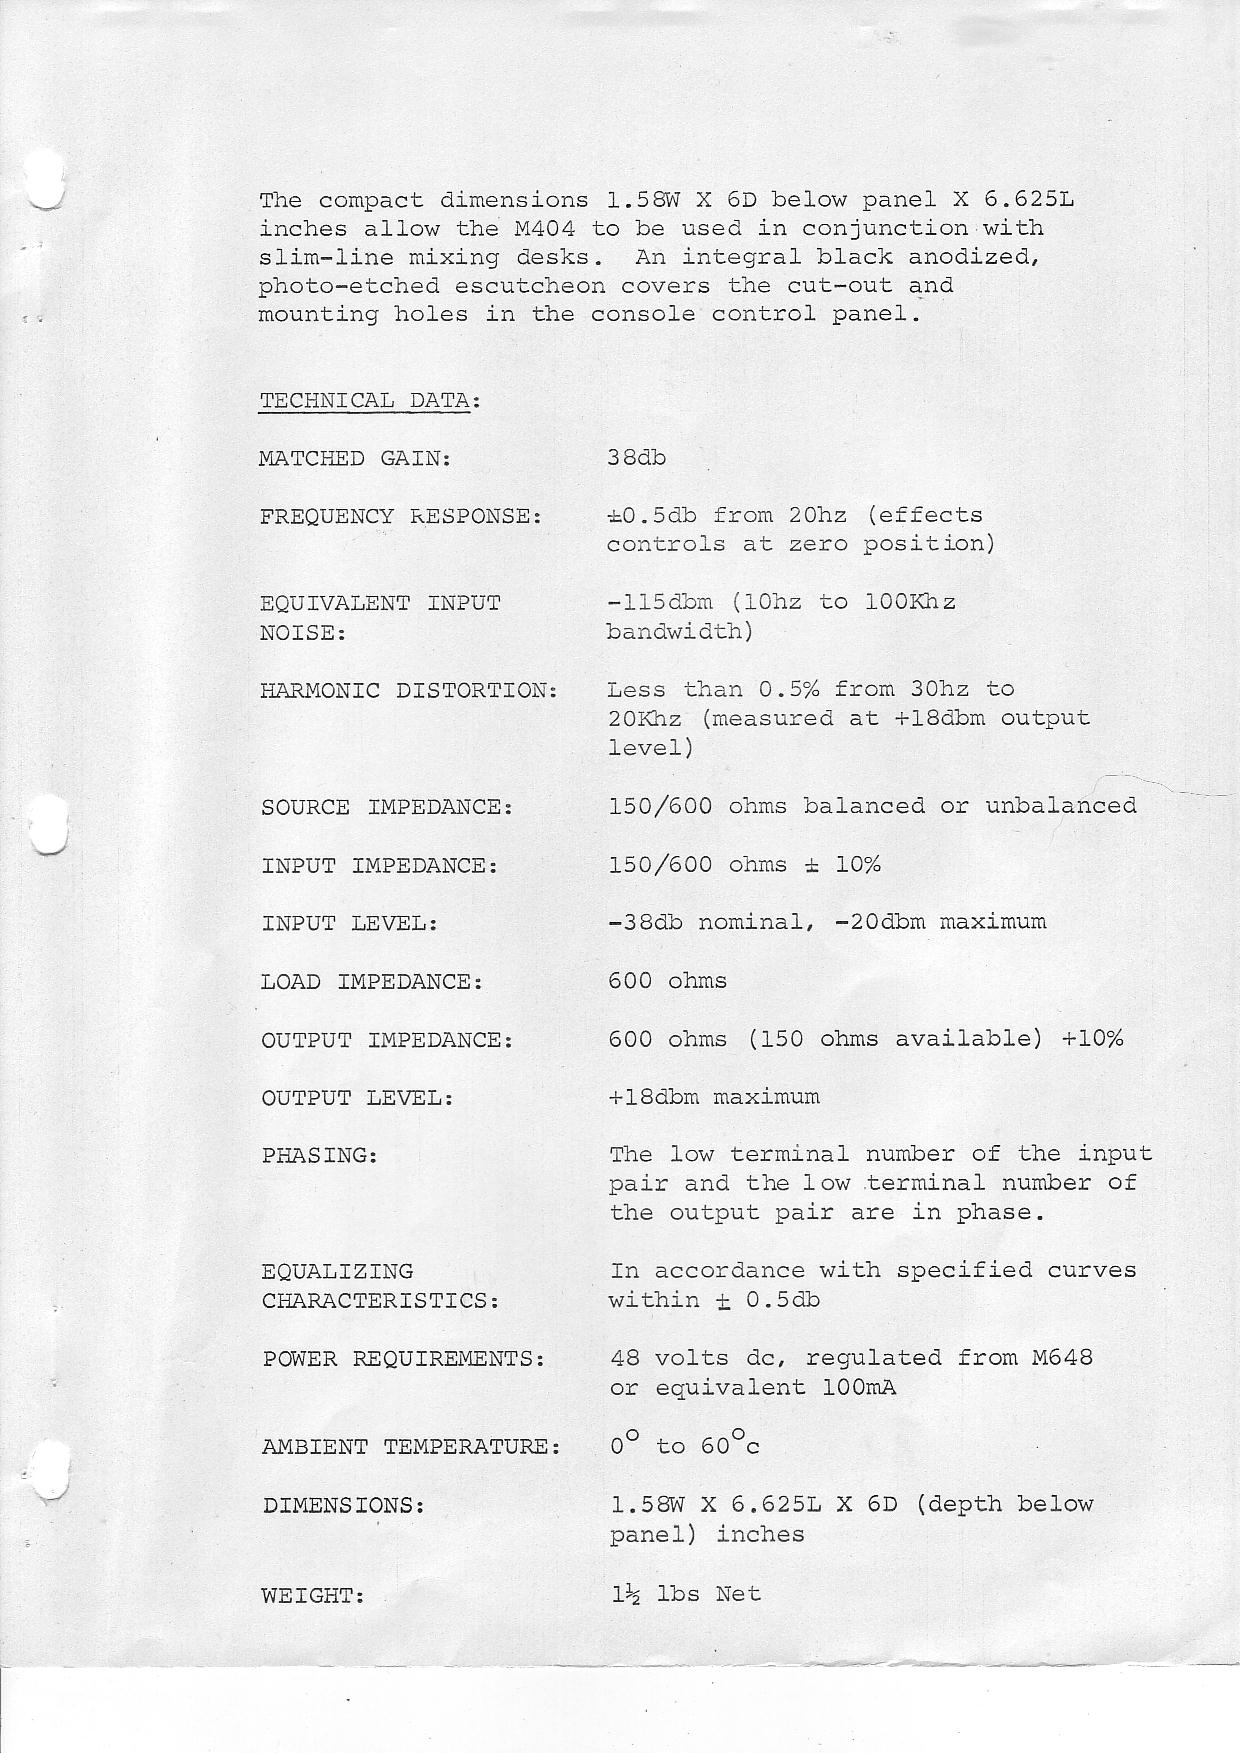 The compact dimensions 1.58W X 6D below panel X 6.625L
inches allow the M404 to be used in conjunction with
slim-line mixing desks.  An integral black anodized,
photo-etched escutcheon covers the cut-out and
mounting holes in the console control panel.
TECHNICAL DATA:
MATCHED GAIN: 38db
FREQUENCY RESPONSE: ±0.5db from 20hz (effects
controls at zero position)
EQUIVALENT INPUT -115dbm (10hz to 100Khz
NOISE: bandwidth)
HARMONIC DISTORTION: Less than 0.5% from 30hz to
20Khz (measured at +18dbm output
level)
SOURCE IMPEDANCE: 150/600 ohms balanced or unbalanced
INPUT IMPEDANCE: 150/600 ohms ± 10%
INPUT LEVEL: -38db nominal, -20dbm maximum
LOAD IMPEDANCE: 600 ohms
OUTPUT IMPEDANCE: 600 ohms (150 ohms available) +10%
OUTPUT LEVEL: +18dbm maximum
PHASING: The low terminal number of the input
pair and the low terminal number of
the output pair are in phase.
EQUALIZING In accordance with specified curves
CHARACTERISTICS: within ± 0.5db
POWER REQUIREMENTS: 48 volts dc, regulated from M648
or equivalent 100mA
AMBIENT TEMPERATURE: 0° to 60°c
DIMENSIONS: 1.58W X 6.625L X 6D (depth below
panel) inches
WEIGHT: 1½ lbs Net